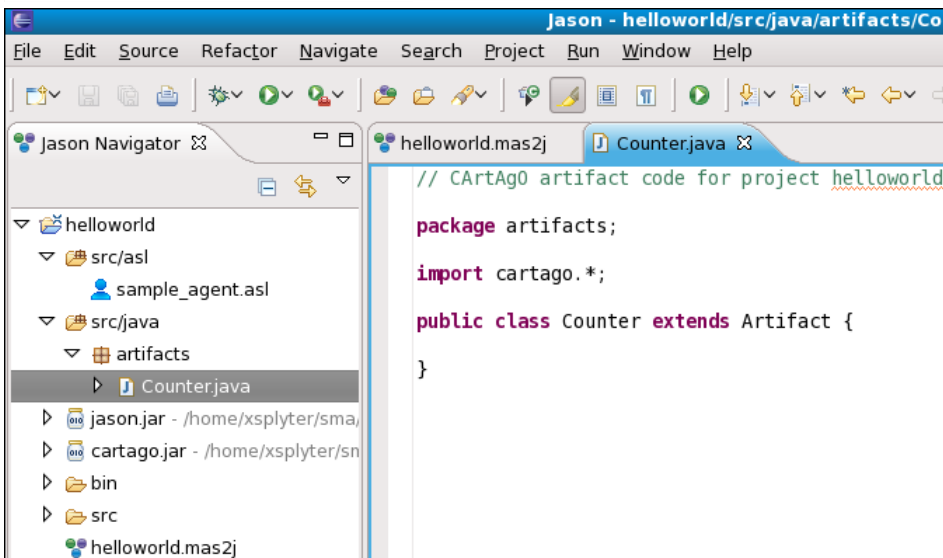 Jason - helloworld/src/java/artifacts/Co
File Edit Source Refactor Navigate Search Project Run Window Help
Jason Navigator
helloworld.mas2j Counter.java
helloworld
src/asl
sample_agent.asl
src/java
artifacts
Counter.java
jason.jar - /home/xsplyter/sma/
cartago.jar - /home/xsplyter/sm
bin
src
helloworld.mas2j
// CArtAgO artifact code for project helloworld
package artifacts;
import cartago.*;
public class Counter extends Artifact {
}